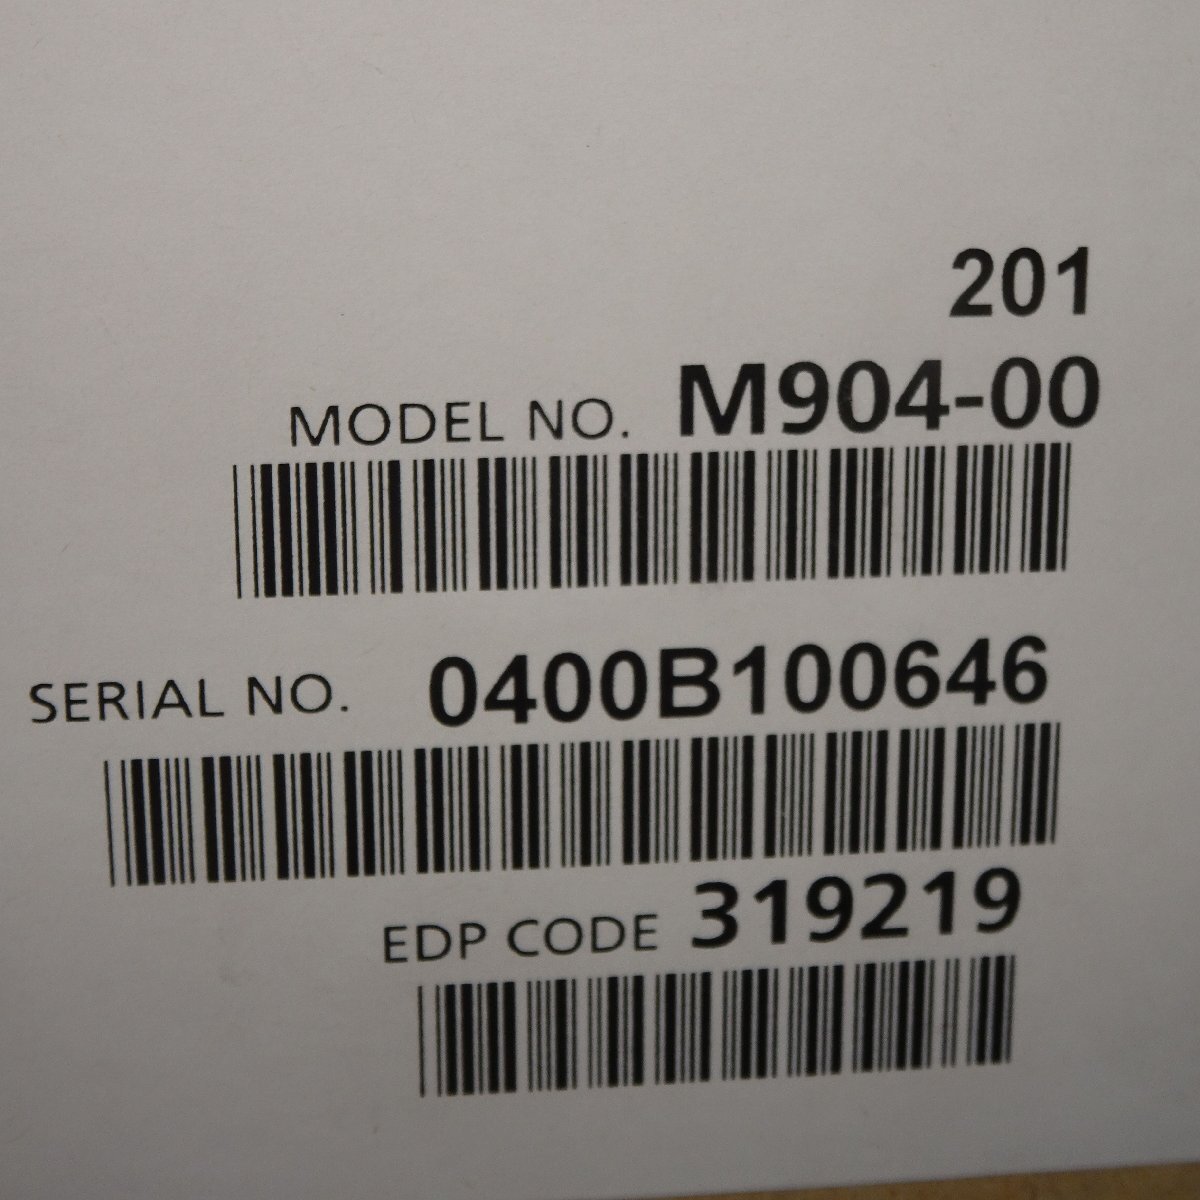 201
MODEL NO. M904-00
SERIAL NO. 0400B100646
EDP CODE 319219